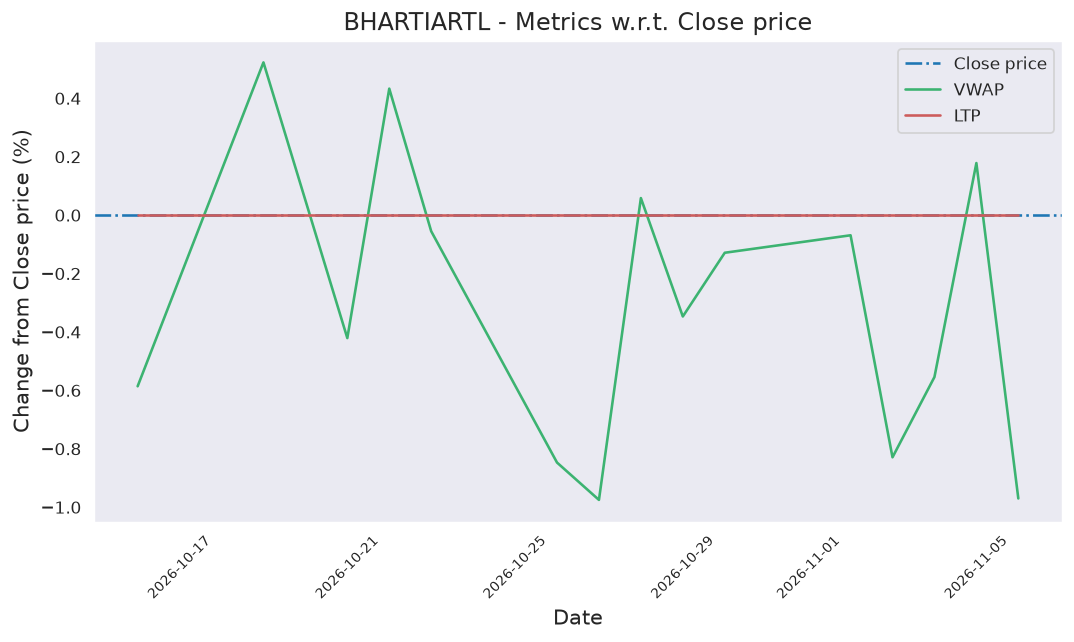 BHARTIARTL - Metrics w.r.t. Close price
Close price
VWAP
LTP
Change from Close price (%)
0.4
0.2
0.0
−0.2
−0.4
−0.6
−0.8
−1.0
2026-10-17
2026-10-21
2026-10-25
2026-10-29
2026-11-01
2026-11-05
Date